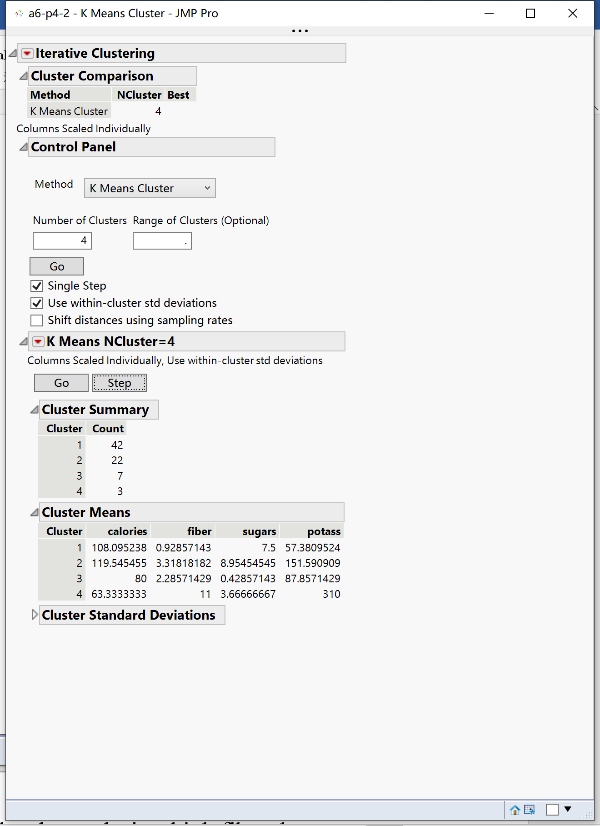 a6-p4-2 - K Means Cluster - JMP Pro
Iterative Clustering
Cluster Comparison
Method NCluster Best
K Means Cluster 4
Columns Scaled Individually
Control Panel
Method K Means Cluster
Number of Clusters Range of Clusters (Optional)
4 .
Go
Single Step
Use within-cluster std deviations
Shift distances using sampling rates
K Means NCluster=4
Columns Scaled Individually, Use within-cluster std deviations
Go Step
Cluster Summary
Cluster Count
1 42
2 22
3 7
4 3
Cluster Means
Cluster calories fiber sugars potass
1 108.095238 0.92857143 7.5 57.3809524
2 119.545455 3.31818182 8.95454545 151.590909
3 80 2.28571429 0.42857143 87.8571429
4 63.3333333 11 3.66666667 310
Cluster Standard Deviations